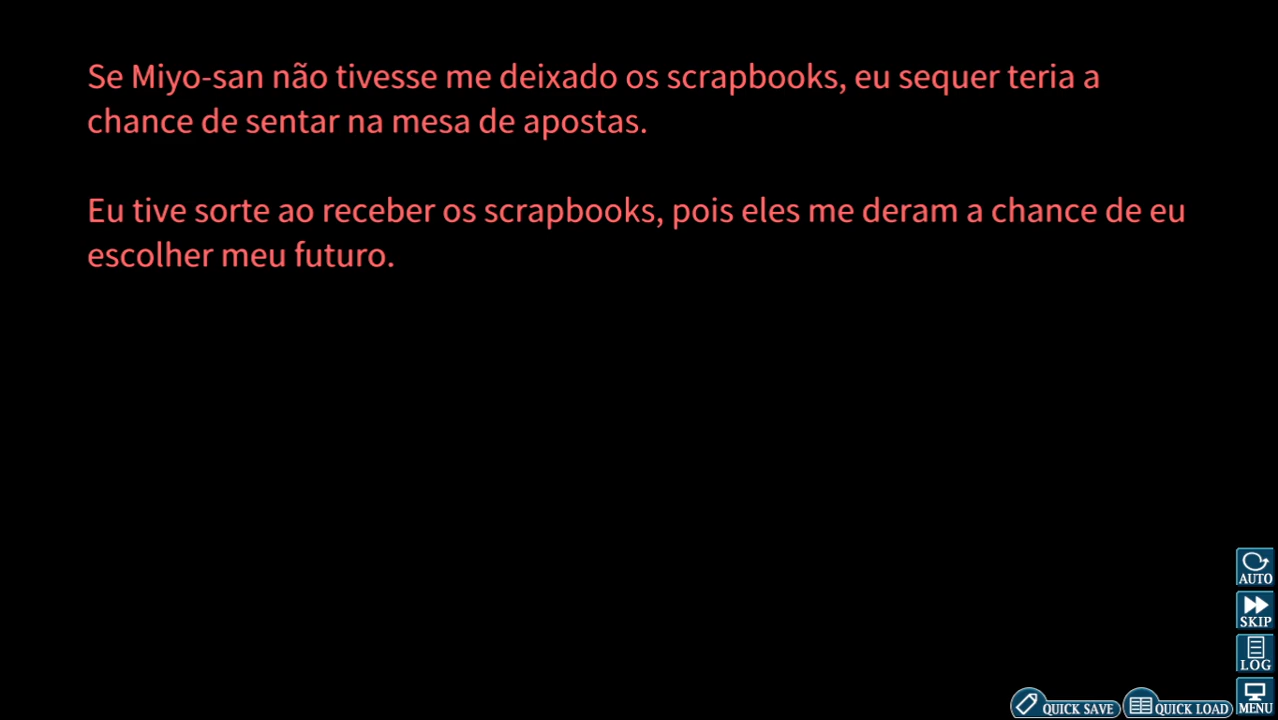 Se Miyo-san não tivesse me deixado os scrapbooks, eu sequer teria a
chance de sentar na mesa de apostas.
Eu tive sorte ao receber os scrapbooks, pois eles me deram a chance de eu
escolher meu futuro.
AUTO
SKIP
LOG
QUICK SAVE
QUICK LOAD
MENU